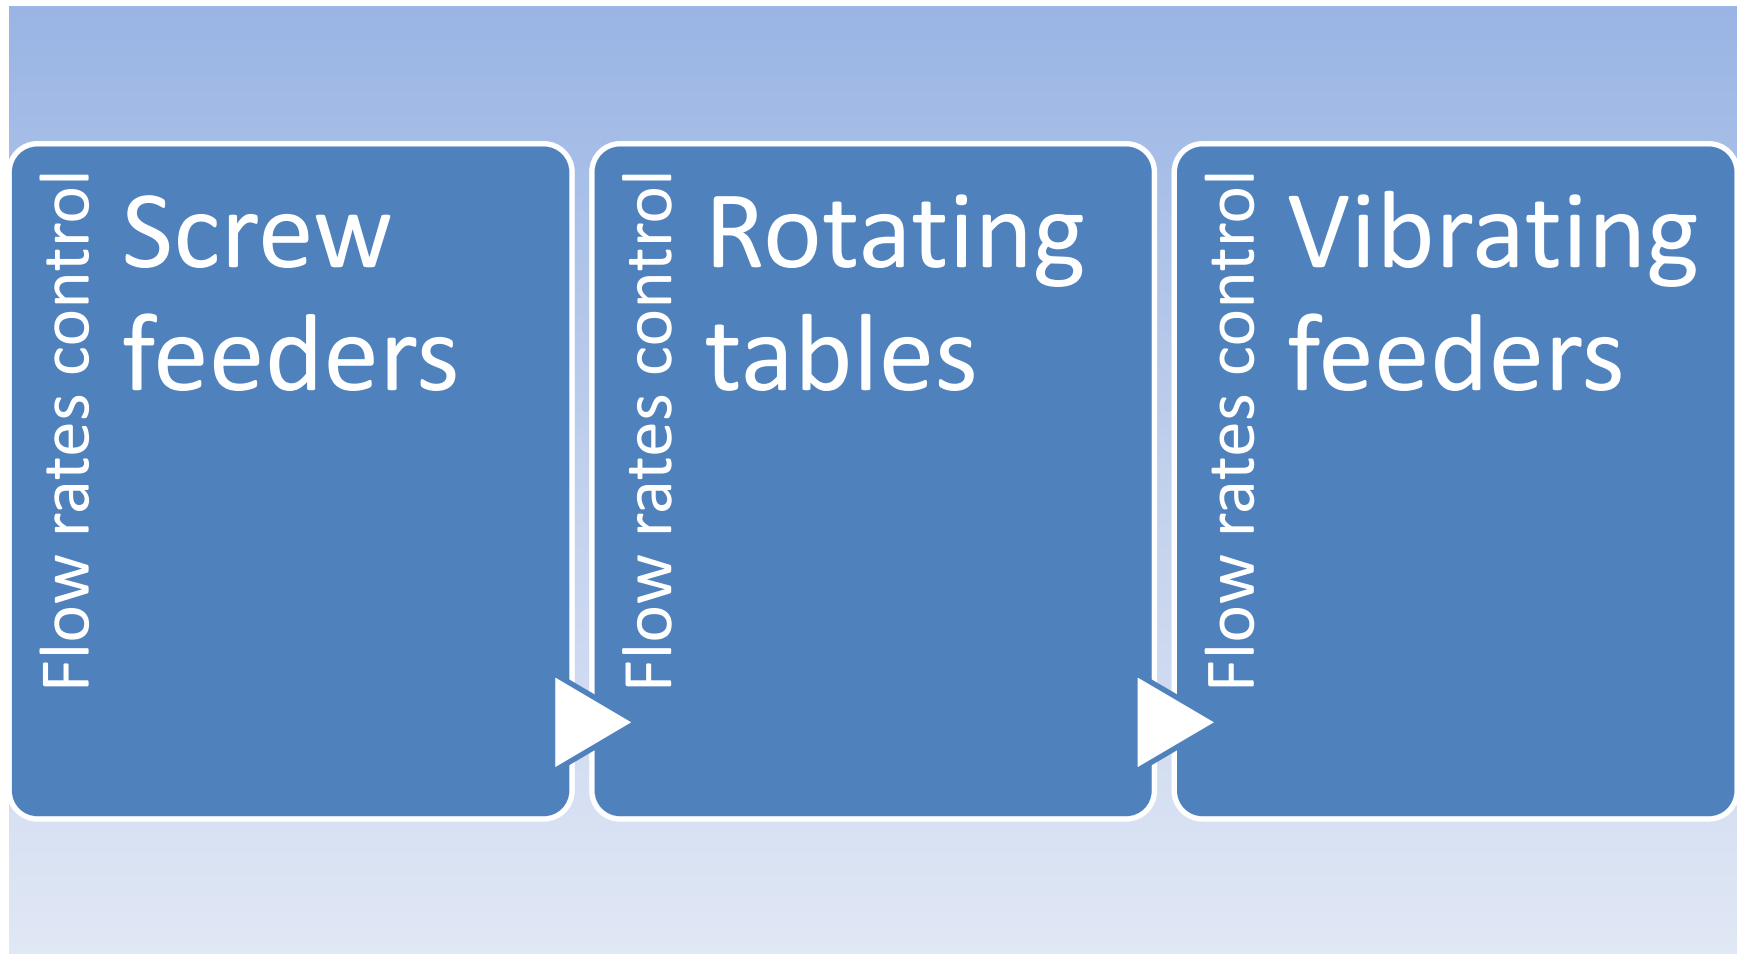 Flow rates control
Screw
feeders
Flow rates control
Rotating
tables
Flow rates control
Vibrating
feeders